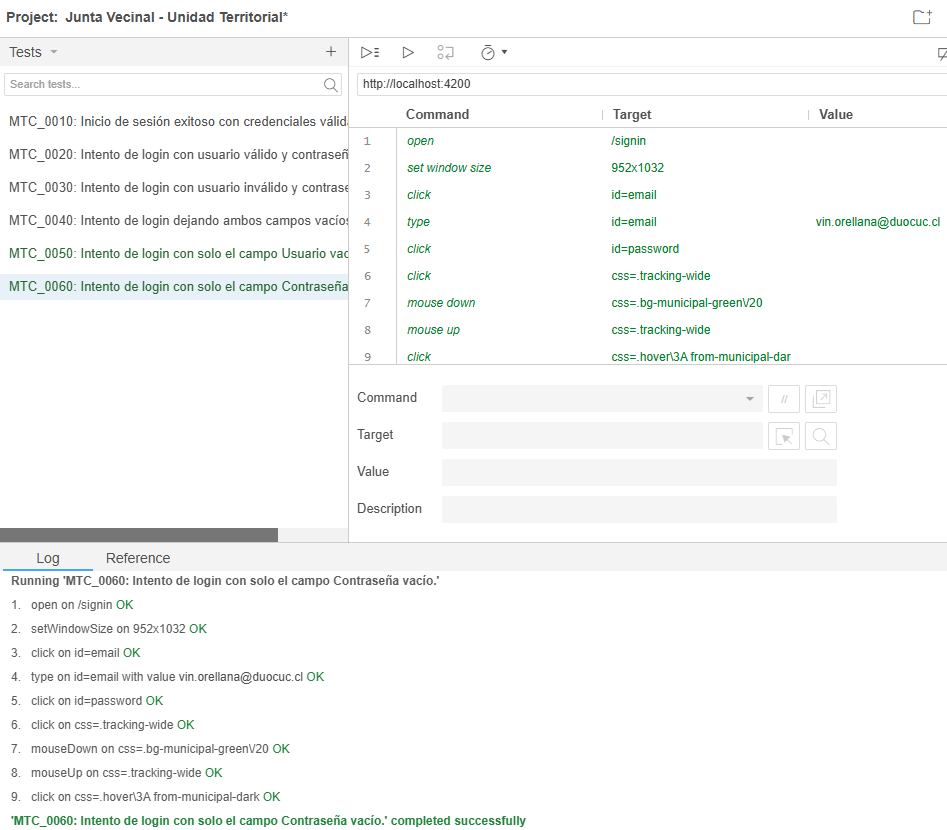 Project: Junta Vecinal - Unidad Territorial*
Tests
+
Search tests...
MTC_0010: Inicio de sesión exitoso con credenciales válid
MTC_0020: Intento de login con usuario válido y contraseñ
MTC_0030: Intento de login con usuario inválido y contrase
MTC_0040: Intento de login dejando ambos campos vacíos
MTC_0050: Intento de login con solo el campo Usuario vac
MTC_0060: Intento de login con solo el campo Contraseña
http://localhost:4200
Command Target Value
1 open /signin
2 set window size 952x1032
3 click id=email
4 type id=email vin.orellana@duocuc.cl
5 click id=password
6 click css=.tracking-wide
7 mouse down css=.bg-municipal-green\/20
8 mouse up css=.tracking-wide
9 click css=.hover\3A from-municipal-dar
Command //
Target
Value
Description
Log Reference
Running 'MTC_0060: Intento de login con solo el campo Contraseña vacío.'
1. open on /signin OK
2. setWindowSize on 952x1032 OK
3. click on id=email OK
4. type on id=email with value vin.orellana@duocuc.cl OK
5. click on id=password OK
6. click on css=.tracking-wide OK
7. mouseDown on css=.bg-municipal-green\/20 OK
8. mouseUp on css=.tracking-wide OK
9. click on css=.hover\3A from-municipal-dark OK
'MTC_0060: Intento de login con solo el campo Contraseña vacío.' completed successfully